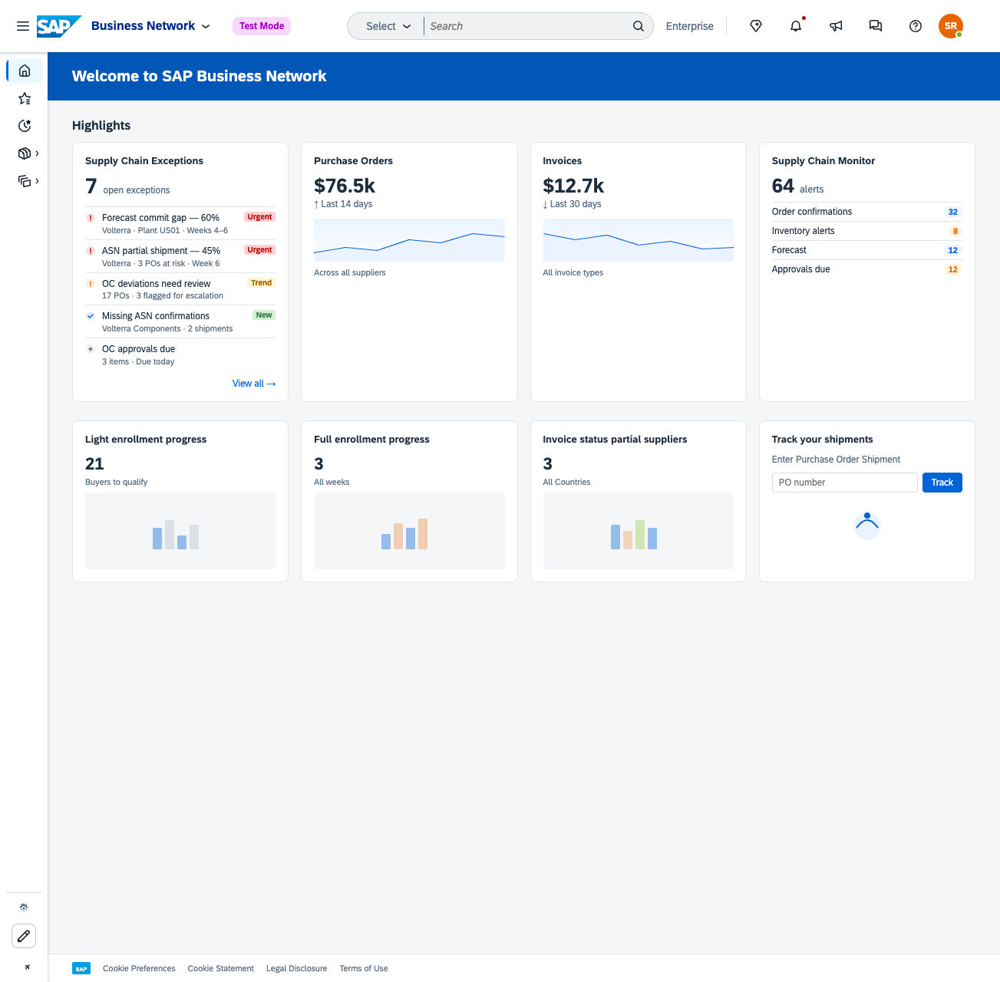 SAP
Business Network
Test Mode
Select
Search
Enterprise
SR
Welcome to SAP Business Network
Highlights
Supply Chain Exceptions
7 open exceptions
Forecast commit gap — 60%
Urgent
Volterra · Plant US01 · Weeks 4–6
ASN partial shipment — 45%
Urgent
Volterra · 3 POs at risk · Week 6
OC deviations need review
Trend
17 POs · 3 flagged for escalation
Missing ASN confirmations
New
Volterra Components · 2 shipments
OC approvals due
3 items · Due today
View all →
Purchase Orders
$76.5k
↑ Last 14 days
Across all suppliers
Invoices
$12.7k
↓ Last 30 days
All invoice types
Supply Chain Monitor
64 alerts
Order confirmations 32
Inventory alerts 8
Forecast 12
Approvals due 12
Light enrollment progress
21
Buyers to qualify
Full enrollment progress
3
All weeks
Invoice status partial suppliers
3
All Countries
Track your shipments
Enter Purchase Order Shipment
PO number
Track
SAP
Cookie Preferences
Cookie Statement
Legal Disclosure
Terms of Use